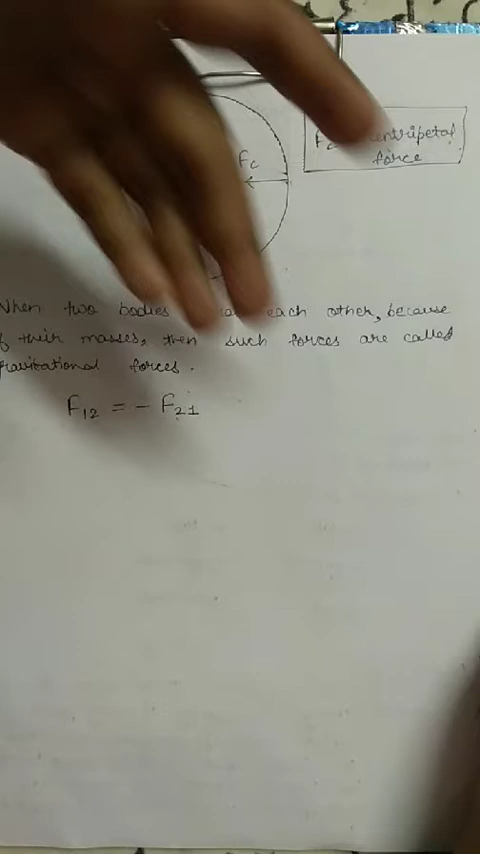 Fc
centripetal
force
When two bodies each other, because
of their masses, then such forces are called
gravitational forces.
F12 = - F21